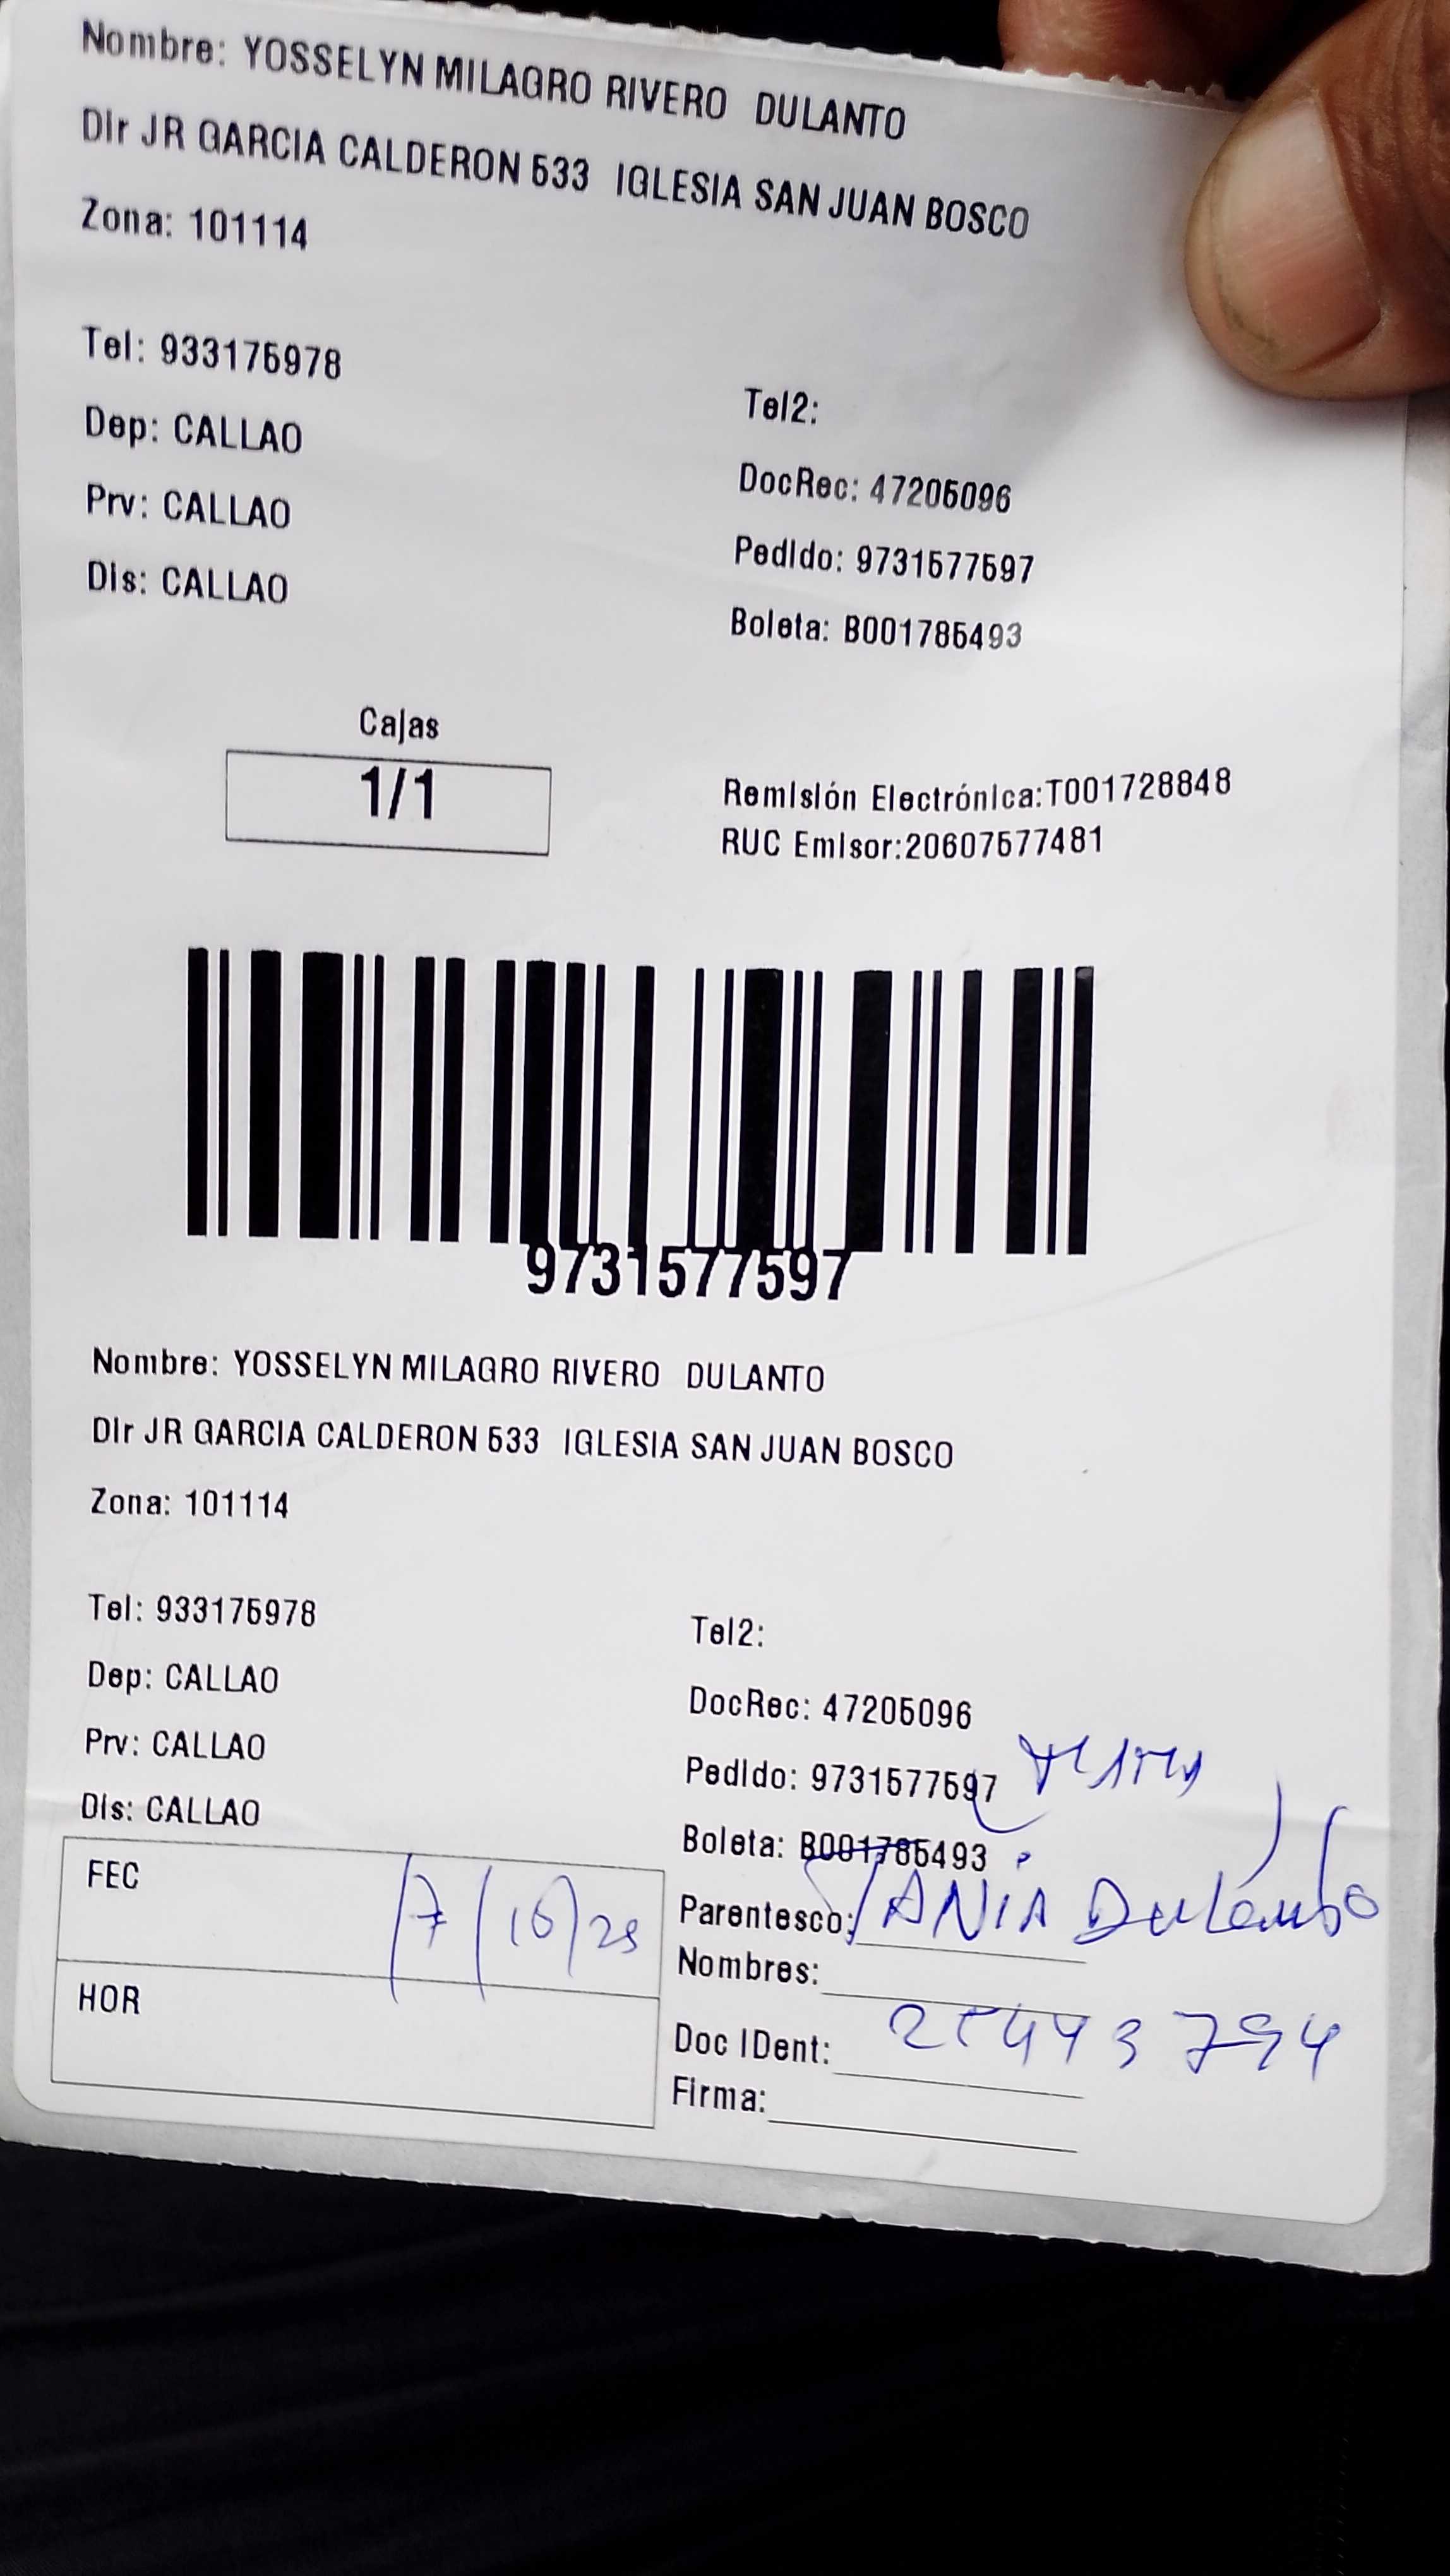 Nombre: YOSSELYN MILAGRO RIVERO DULANTO
Dir JR GARCIA CALDERON 533 IGLESIA SAN JUAN BOSCO
Zona: 101114
Tel: 933175978
Tel2:
Dep: CALLAO
DocRec: 47205096
Prv: CALLAO
Pedido: 9731577597
Dis: CALLAO
Boleta: B001785493
Cajas
1/1
Remisión Electrónica:T001728848
RUC Emisor:20607577481
9731577597
Nombre: YOSSELYN MILAGRO RIVERO DULANTO
Dir JR GARCIA CALDERON 533 IGLESIA SAN JUAN BOSCO
Zona: 101114
Tel: 933175978
Tel2:
Dep: CALLAO
DocRec: 47205096
Prv: CALLAO
Pedido: 9731577597
Dis: CALLAO
Boleta: B001785493
FEC
Parentesco: TANIA Dulanto
Nombres:
HOR
Doc IDent: 25443794
Firma: